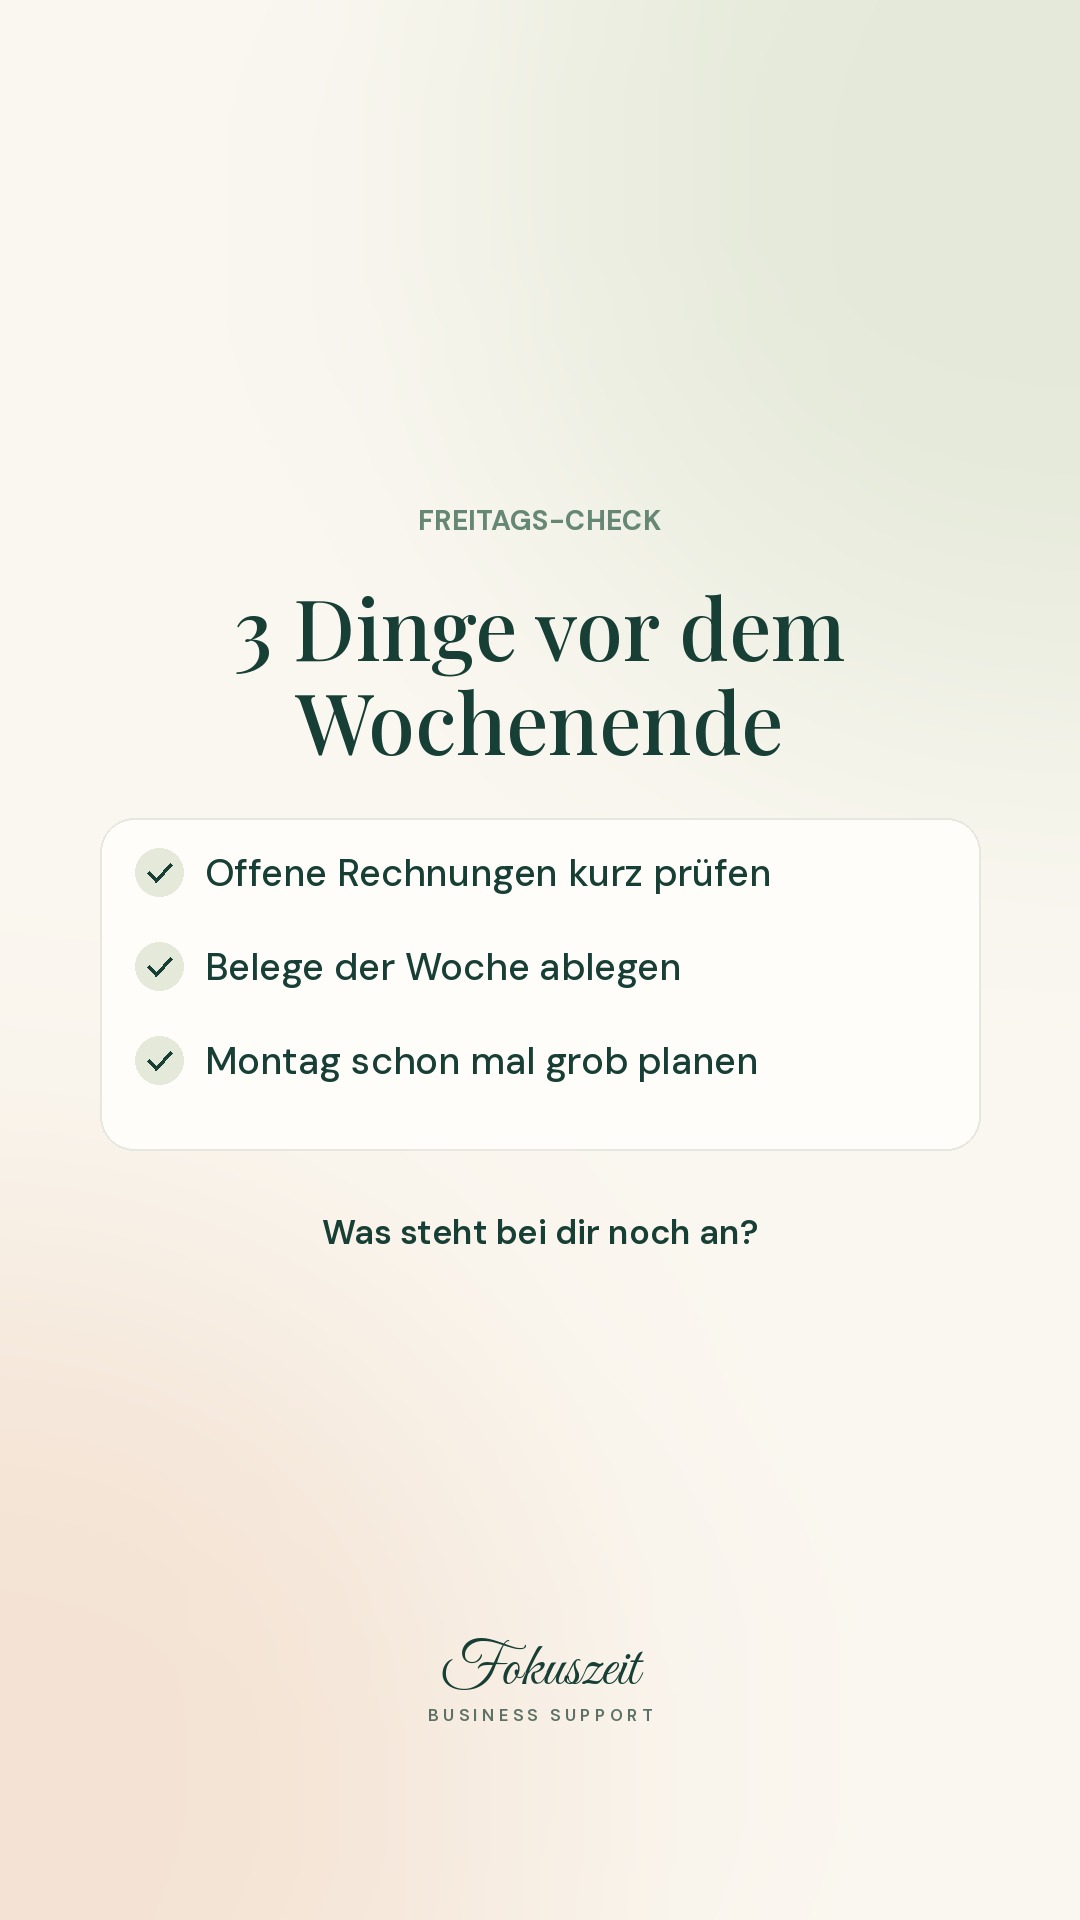 FREITAGS-CHECK
3 Dinge vor dem
Wochenende
Offene Rechnungen kurz prüfen
Belege der Woche ablegen
Montag schon mal grob planen
Was steht bei dir noch an?
Fokuszeit
BUSINESS SUPPORT